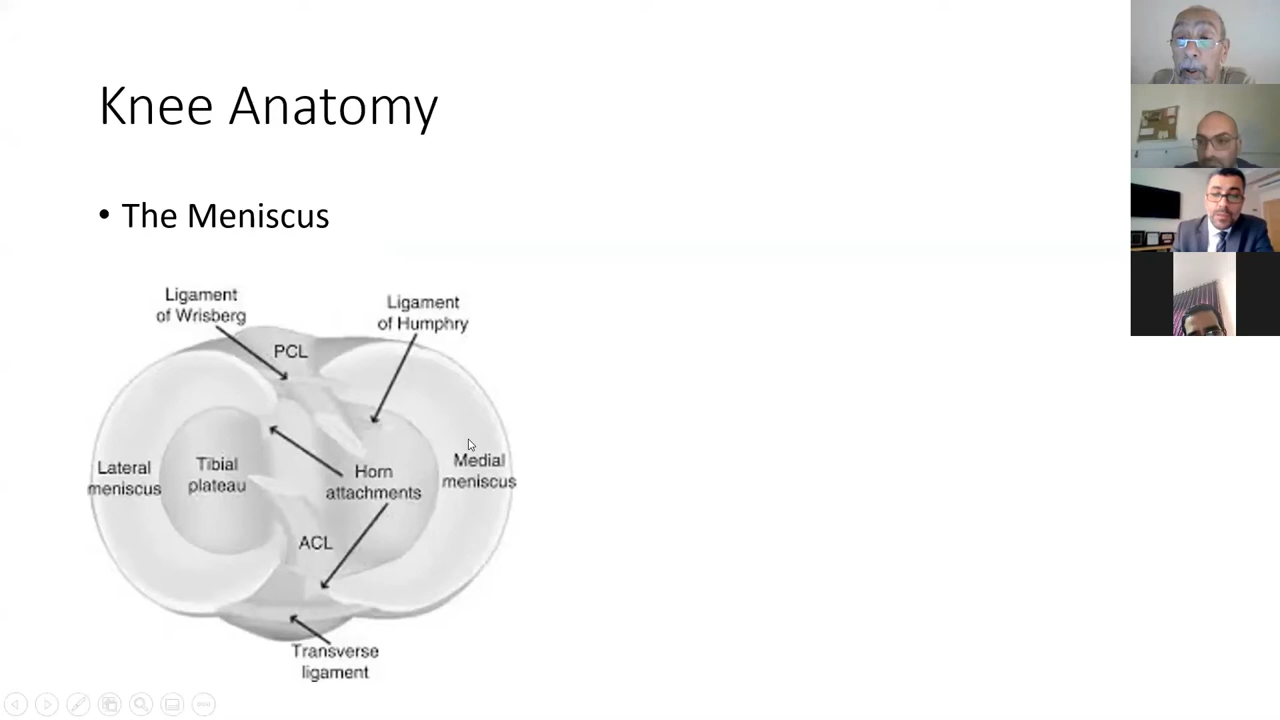 Knee Anatomy
• The Meniscus
Ligament
of Wrisberg
Ligament
of Humphry
PCL
Lateral
meniscus
Tibial
plateau
Horn
attachments
Medial
meniscus
ACL
Transverse
ligament